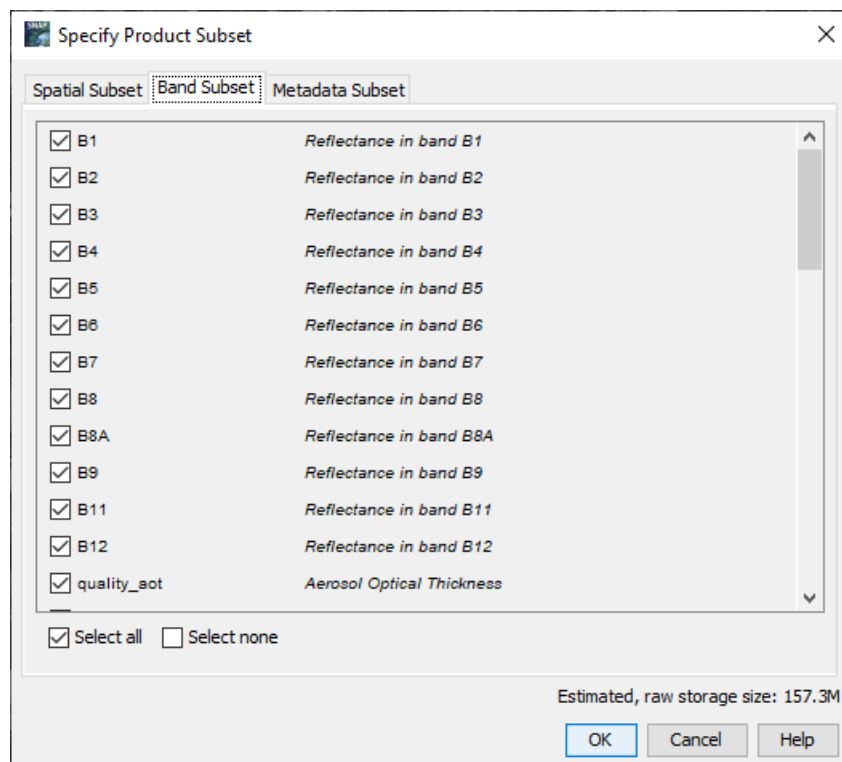 SNAP
Specify Product Subset
Spatial Subset Band Subset Metadata Subset
B1 Reflectance in band B1
B2 Reflectance in band B2
B3 Reflectance in band B3
B4 Reflectance in band B4
B5 Reflectance in band B5
B6 Reflectance in band B6
B7 Reflectance in band B7
B8 Reflectance in band B8
B8A Reflectance in band B8A
B9 Reflectance in band B9
B11 Reflectance in band B11
B12 Reflectance in band B12
quality_aot Aerosol Optical Thickness
Select all Select none
Estimated, raw storage size: 157.3M
OK Cancel Help